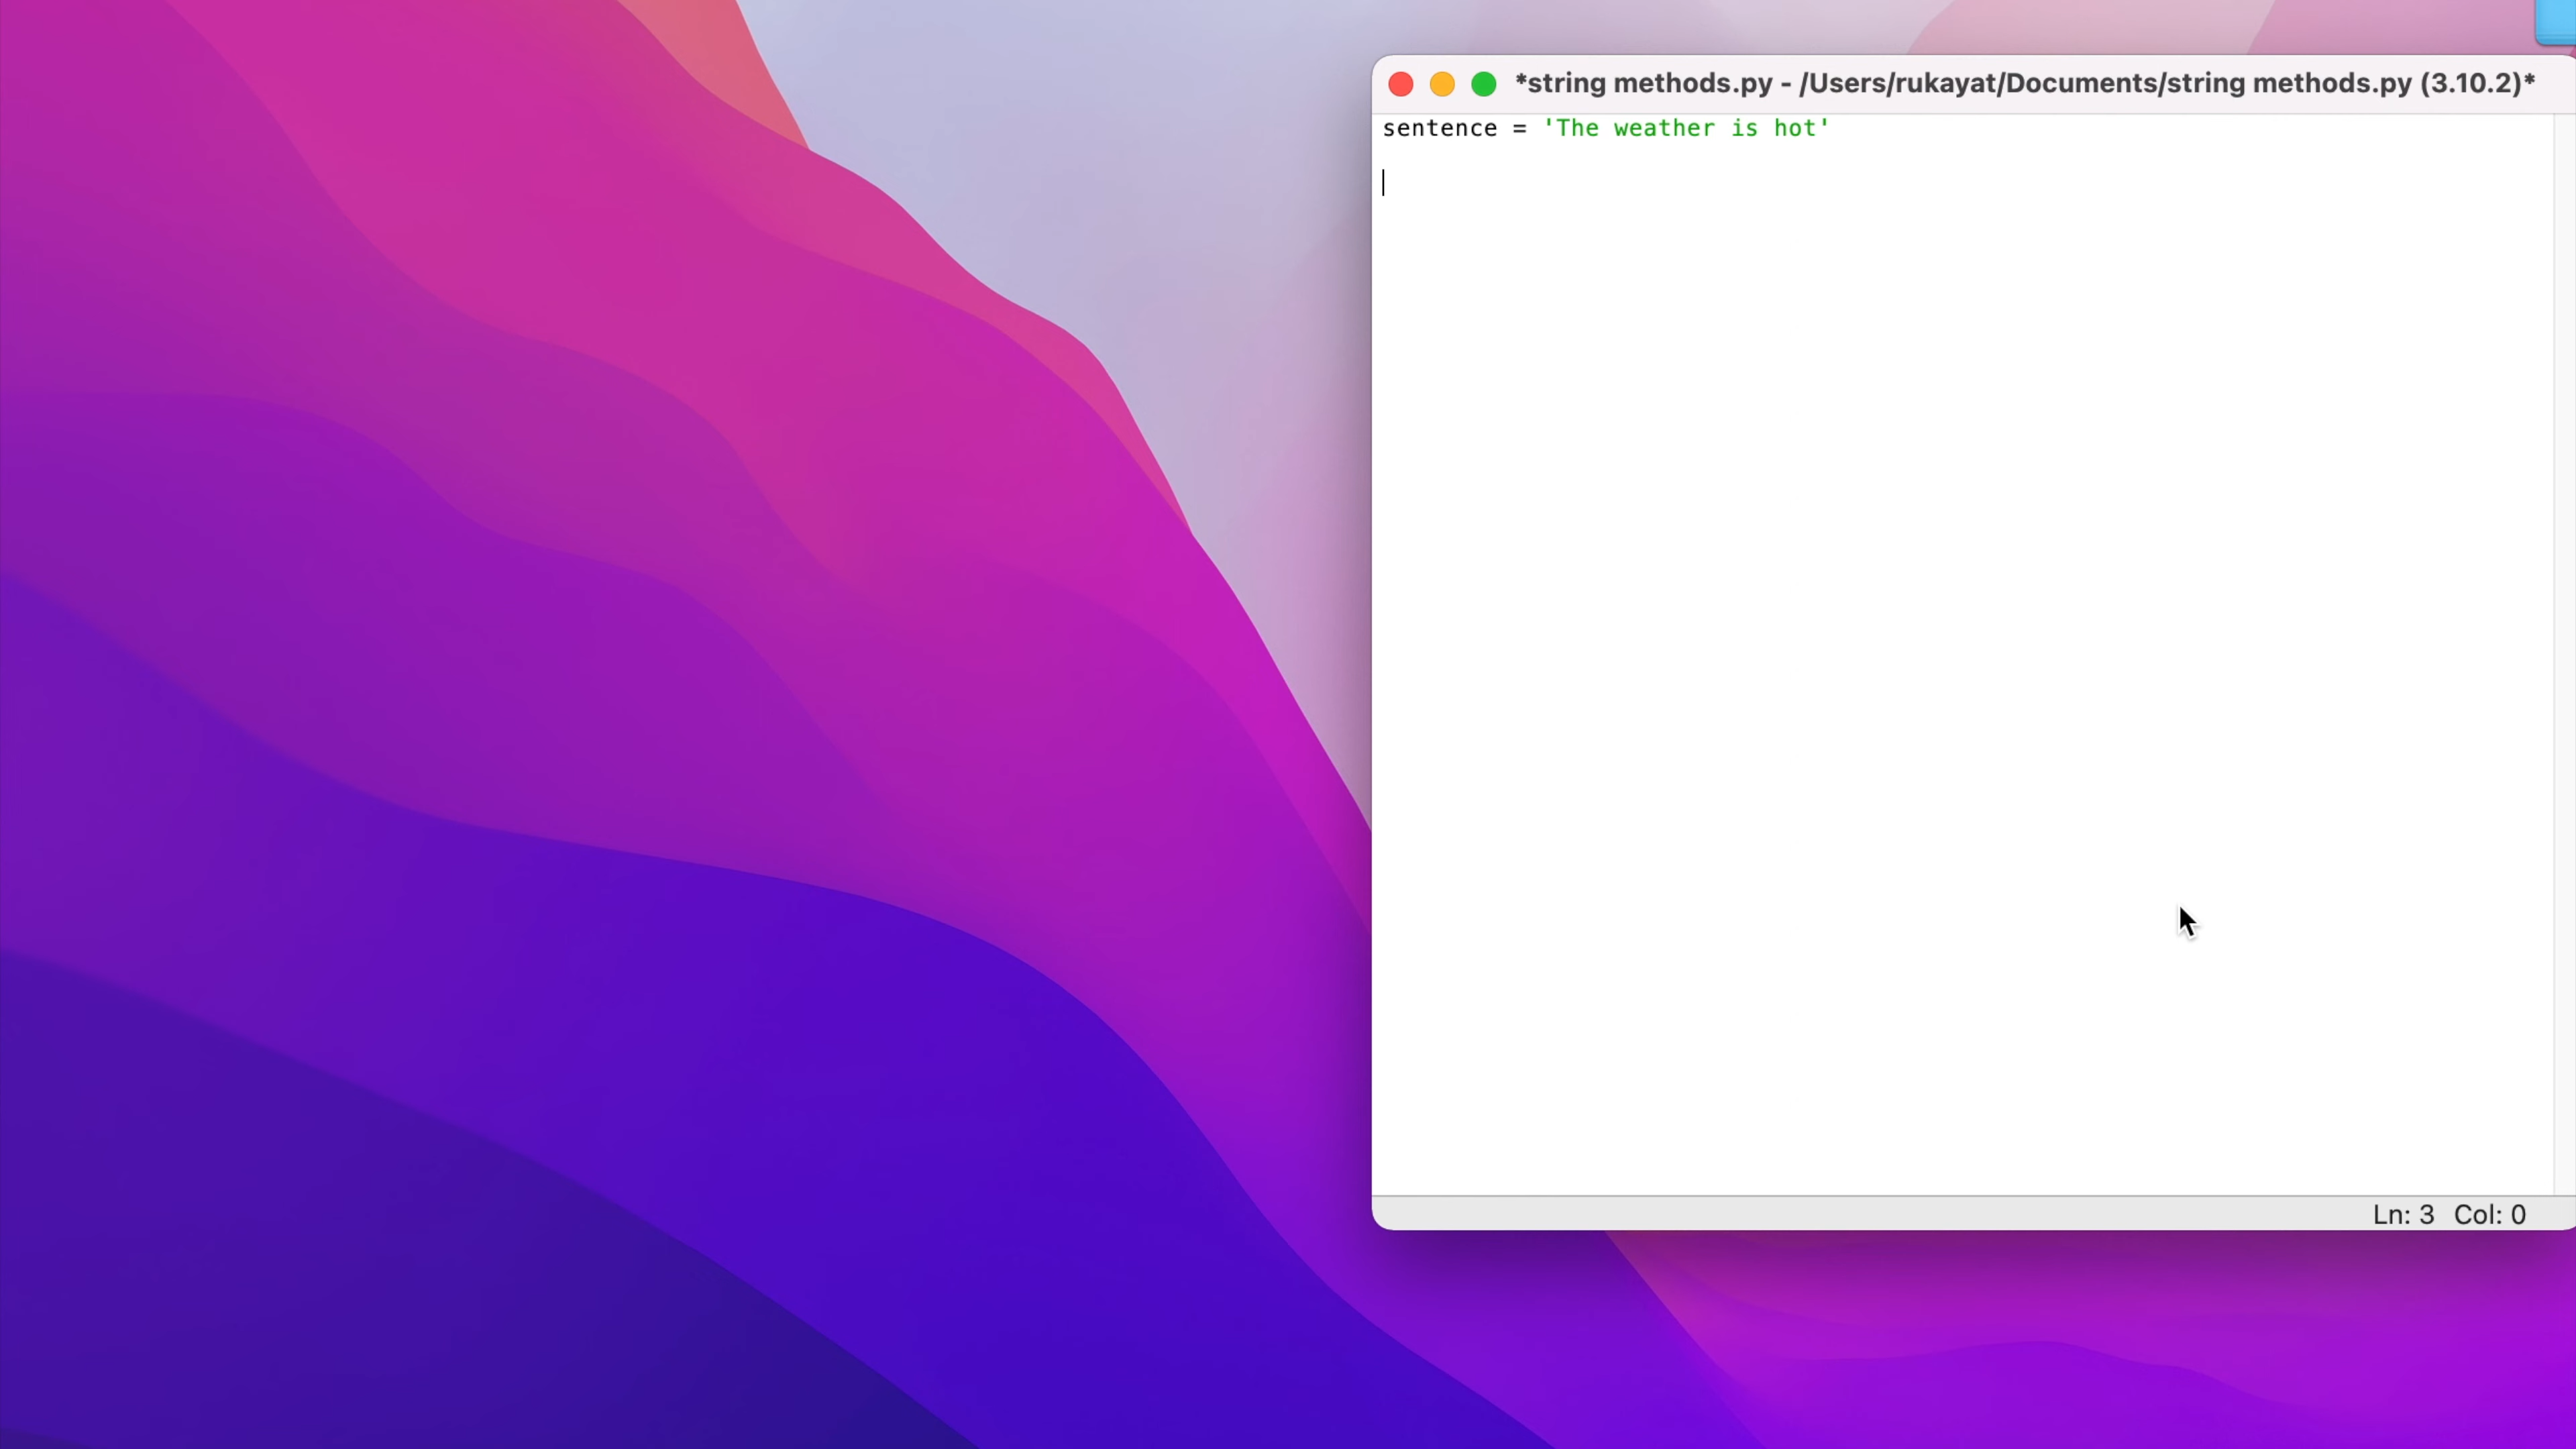 *string methods.py - /Users/rukayat/Documents/string methods.py (3.10.2)*
sentence = 'The weather is hot'
Ln: 3 Col: 0